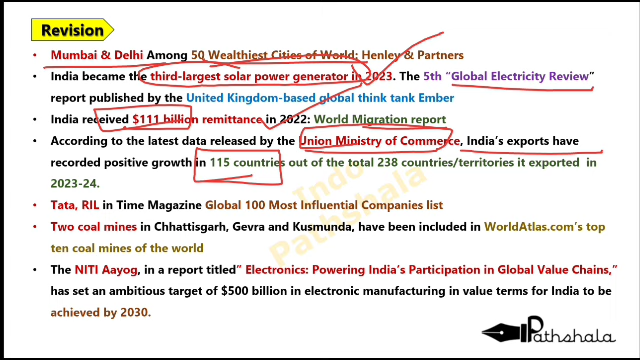 Revision
• Mumbai & Delhi Among 50 Wealthiest Cities of World: Henley & Partners
• India became the third-largest solar power generator in 2023. The 5th “Global Electricity Review”
report published by the United Kingdom-based global think tank Ember
• India received $111 billion remittance in 2022: World Migration report
• According to the latest data released by the Union Ministry of Commerce, India’s exports have
recorded positive growth in 115 countries out of the total 238 countries/territories it exported in
2023-24.
• Tata, RIL in Time Magazine Global 100 Most Influential Companies list
• Two coal mines in Chhattisgarh, Gevra and Kusmunda, have been included in WorldAtlas.com’s top
ten coal mines of the world
• The NITI Aayog, in a report titled” Electronics: Powering India’s Participation in Global Value Chains,”
has set an ambitious target of $500 billion in electronic manufacturing in value terms for India to be
achieved by 2030.
Indo
Pathshala
Pathshala